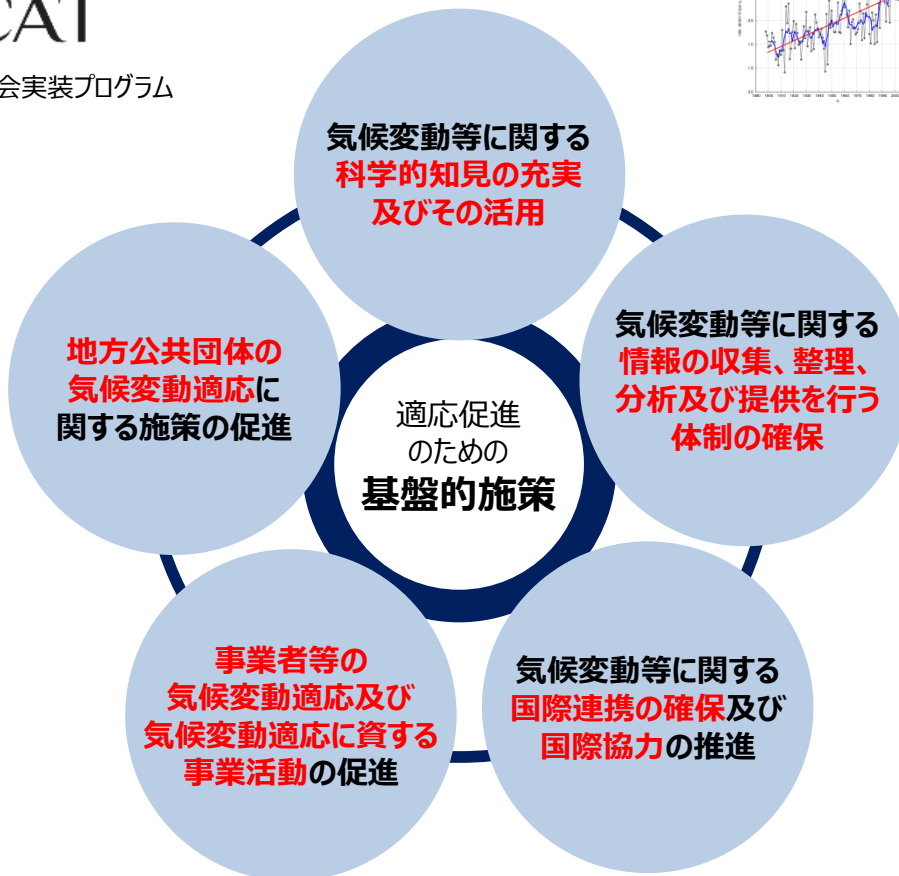 CAT
会実装プログラム
気候変動等に関する
科学的知見の充実
及びその活用
気候変動等に関する
情報の収集、整理、
分析及び提供を行う
体制の確保
地方公共団体の
気候変動適応に
関する施策の促進
適応促進
のための
基盤的施策
事業者等の
気候変動適応及び
気候変動適応に資する
事業活動の促進
気候変動等に関する
国際連携の確保及び
国際協力の推進